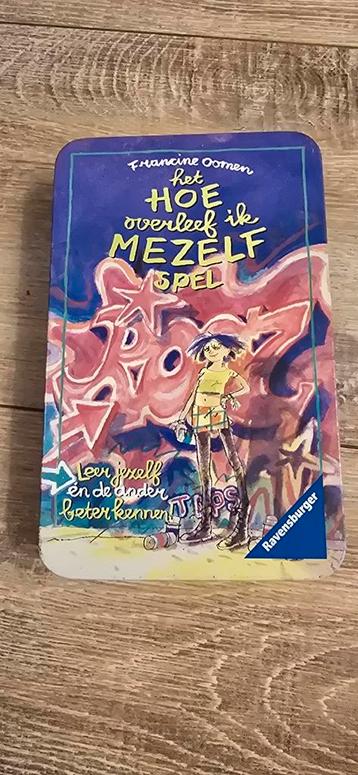 Francine Oomen
het
HOE
overleef ik
MEZELF
SPEL
Leer jezelf
en de ander
beter kennen
Ravensburger